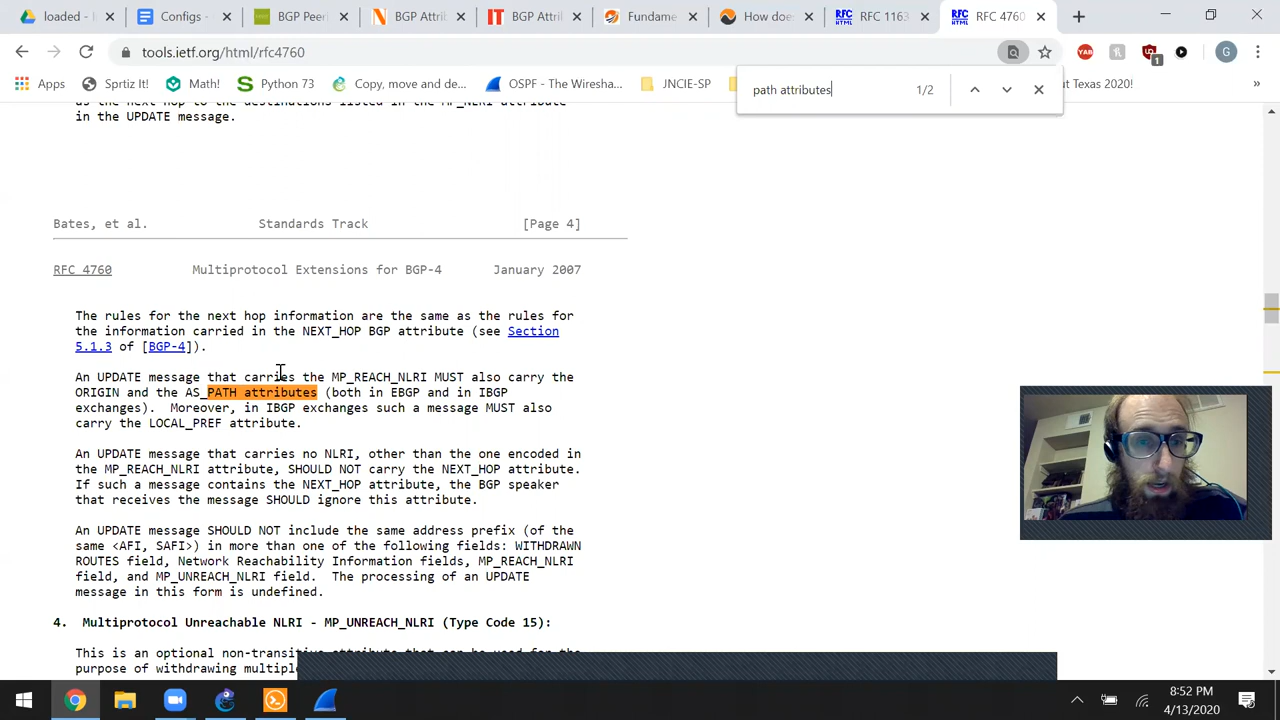 loaded -
Configs -
BGP Peeri
BGP Attrib
BGP Attrib
Fundame
How does
RFC 1163
RFC 4760
tools.ietf.org/html/rfc4760
Apps
Sprtiz It!
Math!
Python 73
Copy, move and de...
OSPF - The Wiresha...
JNCIE-SP
ut Texas 2020!
path attributes
1/2
as the next hop to the destinations listed in the MP_NLRI attribute
in the UPDATE message.
Bates, et al. Standards Track [Page 4]
RFC 4760 Multiprotocol Extensions for BGP-4 January 2007
The rules for the next hop information are the same as the rules for
the information carried in the NEXT_HOP BGP attribute (see Section
5.1.3 of [BGP-4]).
An UPDATE message that carries the MP_REACH_NLRI MUST also carry the
ORIGIN and the AS_PATH attributes (both in EBGP and in IBGP
exchanges). Moreover, in IBGP exchanges such a message MUST also
carry the LOCAL_PREF attribute.
An UPDATE message that carries no NLRI, other than the one encoded in
the MP_REACH_NLRI attribute, SHOULD NOT carry the NEXT_HOP attribute.
If such a message contains the NEXT_HOP attribute, the BGP speaker
that receives the message SHOULD ignore this attribute.
An UPDATE message SHOULD NOT include the same address prefix (of the
same <AFI, SAFI>) in more than one of the following fields: WITHDRAWN
ROUTES field, Network Reachability Information fields, MP_REACH_NLRI
field, and MP_UNREACH_NLRI field. The processing of an UPDATE
message in this form is undefined.
4. Multiprotocol Unreachable NLRI - MP_UNREACH_NLRI (Type Code 15):
This is an optional non-transitive attribute that can be used for the
purpose of withdrawing multiple
8:52 PM
4/13/2020